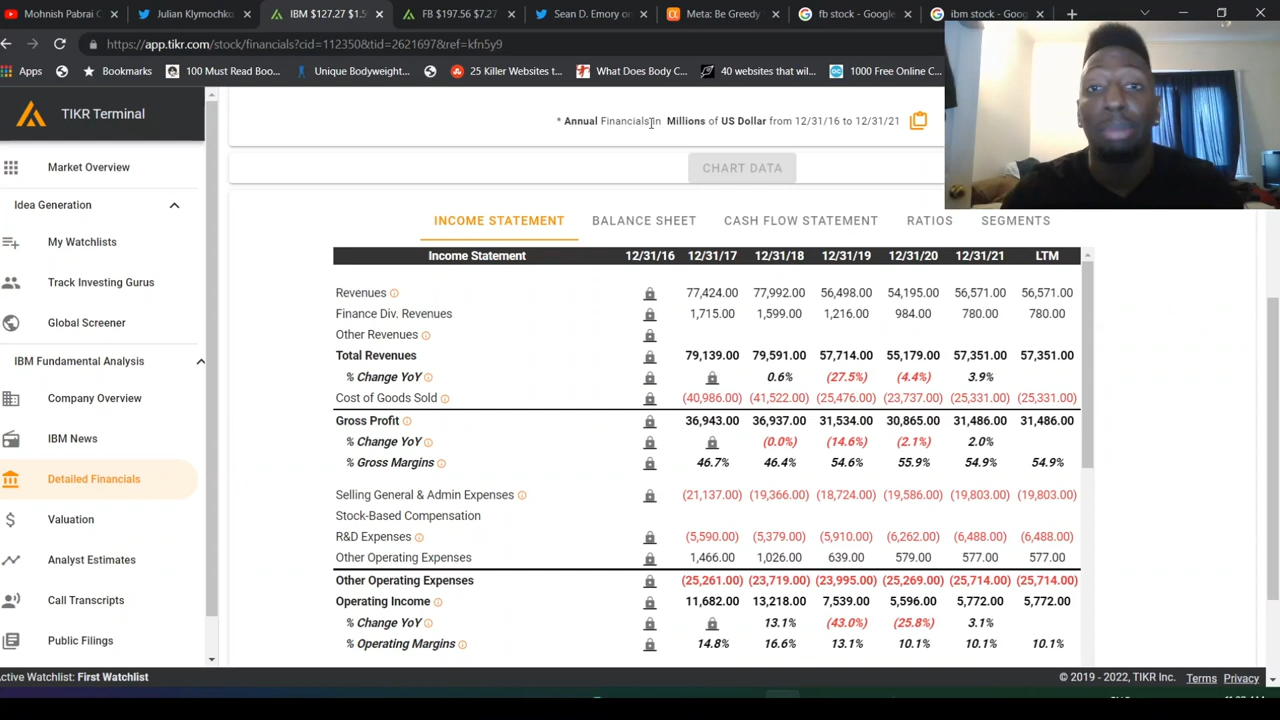 Mohnish Pabrai C
Julian Klymochko
IBM $127.27 $1.5
FB $197.56 $7.27
Sean D. Emory on
Meta: Be Greedy
fb stock - Google
ibm stock - Goog
https://app.tikr.com/stock/financials?cid=112350&tid=2621697&ref=kfn5y9
Apps
Bookmarks
100 Must Read Boo...
Unique Bodyweight...
25 Killer Websites t...
What Does Body C...
40 websites that wil...
1000 Free Online C...
TIKR Terminal
* Annual Financials in Millions of US Dollar from 12/31/16 to 12/31/21
CHART DATA
Market Overview
Idea Generation
My Watchlists
Track Investing Gurus
Global Screener
IBM Fundamental Analysis
Company Overview
IBM News
Detailed Financials
Valuation
Analyst Estimates
Call Transcripts
Public Filings
INCOME STATEMENT BALANCE SHEET CASH FLOW STATEMENT RATIOS SEGMENTS
Income Statement 12/31/16 12/31/17 12/31/18 12/31/19 12/31/20 12/31/21 LTM
Revenues 77,424.00 77,992.00 56,498.00 54,195.00 56,571.00 56,571.00
Finance Div. Revenues 1,715.00 1,599.00 1,216.00 984.00 780.00 780.00
Other Revenues
Total Revenues 79,139.00 79,591.00 57,714.00 55,179.00 57,351.00 57,351.00
% Change YoY 0.6% (27.5%) (4.4%) 3.9%
Cost of Goods Sold (40,986.00) (41,522.00) (25,476.00) (23,737.00) (25,331.00) (25,331.00)
Gross Profit 36,943.00 36,937.00 31,534.00 30,865.00 31,486.00 31,486.00
% Change YoY (0.0%) (14.6%) (2.1%) 2.0%
% Gross Margins 46.7% 46.4% 54.6% 55.9% 54.9% 54.9%
Selling General & Admin Expenses (21,137.00) (19,366.00) (18,724.00) (19,586.00) (19,803.00) (19,803.00)
Stock-Based Compensation
R&D Expenses (5,590.00) (5,379.00) (5,910.00) (6,262.00) (6,488.00) (6,488.00)
Other Operating Expenses 1,466.00 1,026.00 639.00 579.00 577.00 577.00
Other Operating Expenses (25,261.00) (23,719.00) (23,995.00) (25,269.00) (25,714.00) (25,714.00)
Operating Income 11,682.00 13,218.00 7,539.00 5,596.00 5,772.00 5,772.00
% Change YoY 13.1% (43.0%) (25.8%) 3.1%
% Operating Margins 14.8% 16.6% 13.1% 10.1% 10.1% 10.1%
Active Watchlist: First Watchlist
© 2019 - 2022, TIKR Inc. Terms Privacy